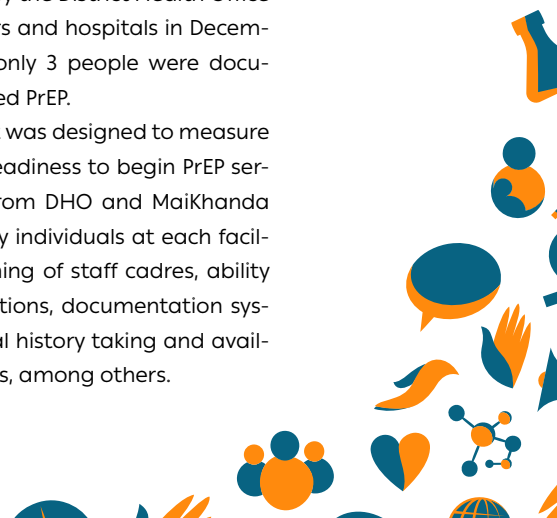 the District Health Office
rs and hospitals in Decem-
only 3 people were docu-
ed PrEP.
was designed to measure
eadiness to begin PrEP ser-
rom DHO and MaiKhanda
y individuals at each facil-
ning of staff cadres, ability
tions, documentation sys-
al history taking and avail-
s, among others.